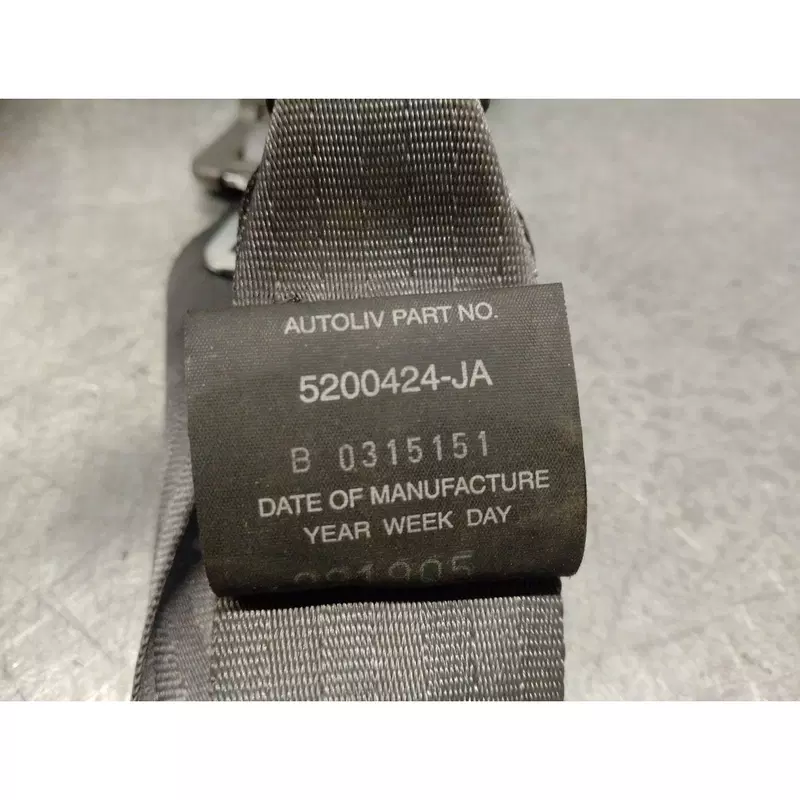 AUTOLIV PART NO.
5200424-JA
B 0315151
DATE OF MANUFACTURE
YEAR WEEK DAY